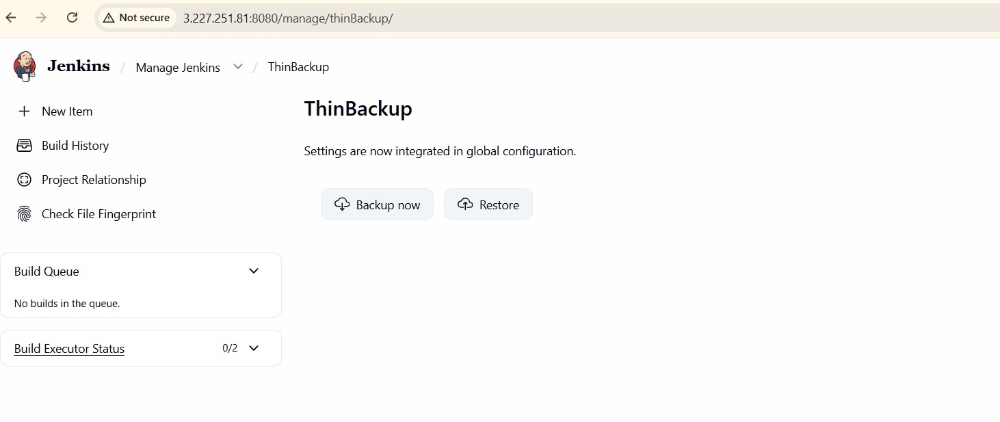 Not secure 3.227.251.81:8080/manage/thinBackup/
Jenkins / Manage Jenkins / ThinBackup
New Item
Build History
Project Relationship
Check File Fingerprint
Build Queue
No builds in the queue.
Build Executor Status 0/2
ThinBackup
Settings are now integrated in global configuration.
Backup now Restore